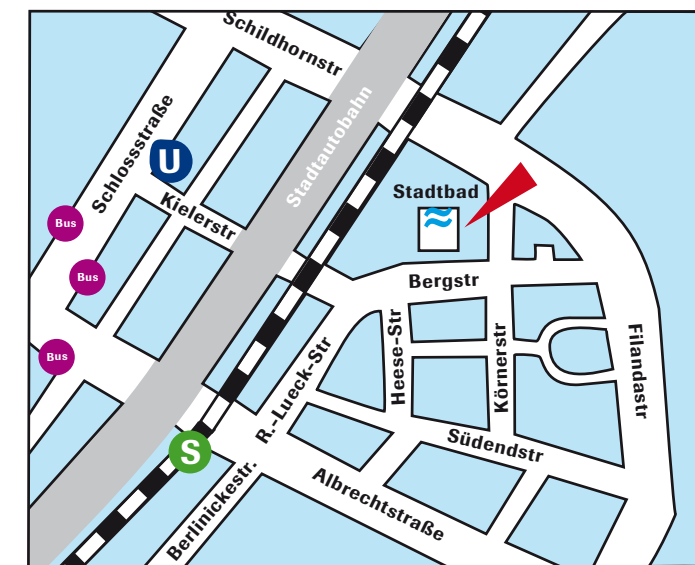 Schildhornstr
Schlossstraße
Stadtautobahn
U
Kielerstr
Stadtbad
Bus
Bus
Bus
Bergstr
Heese-Str
Körnerstr
Filandastr
R.-Lueck-Str
S
Südendstr
Albrechtstraße
Berlinickestr.